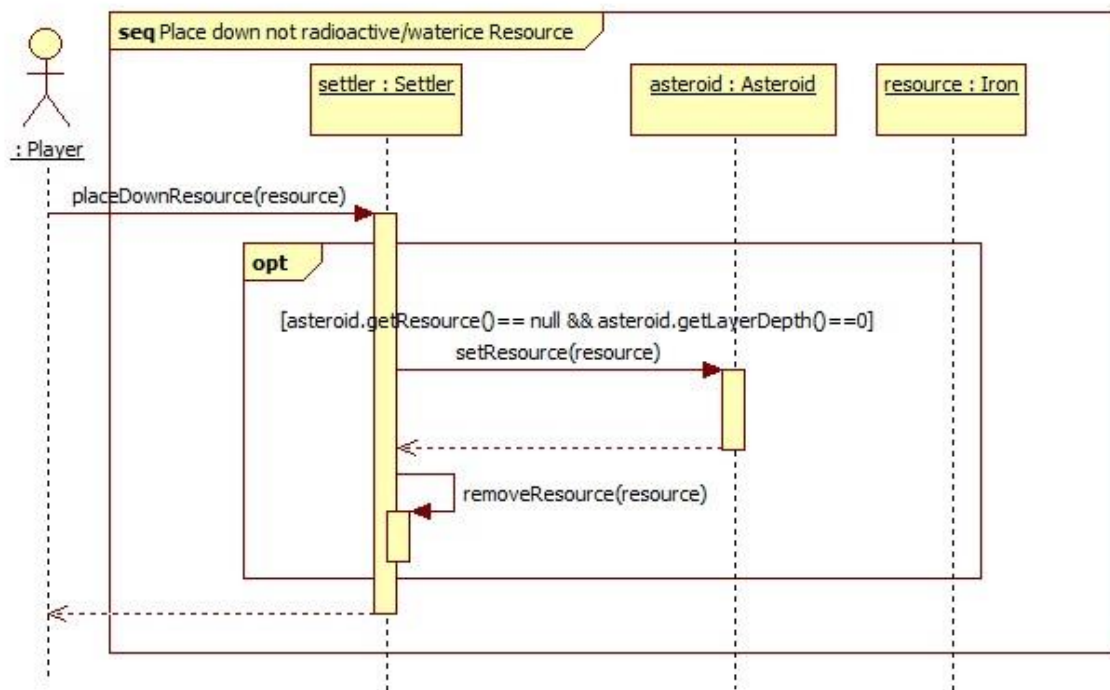 seq Place down not radioactive/waterice Resource
: Player
settler : Settler
asteroid : Asteroid
resource : Iron
placeDownResource(resource)
opt
[asteroid.getResource()== null && asteroid.getLayerDepth()==0]
setResource(resource)
removeResource(resource)